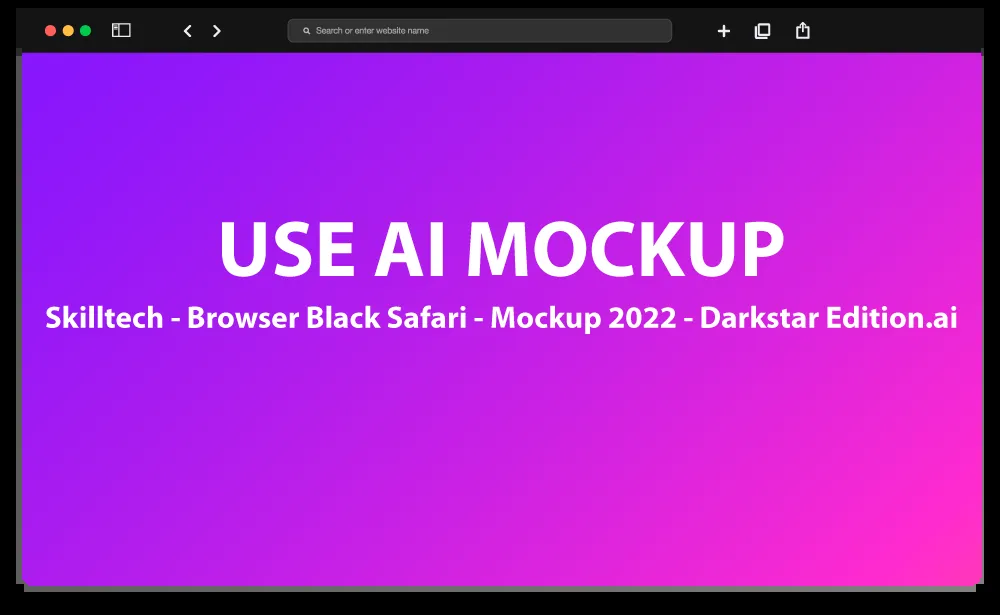 Search or enter website name
USE AI MOCKUP
Skilltech - Browser Black Safari - Mockup 2022 - Darkstar Edition.ai